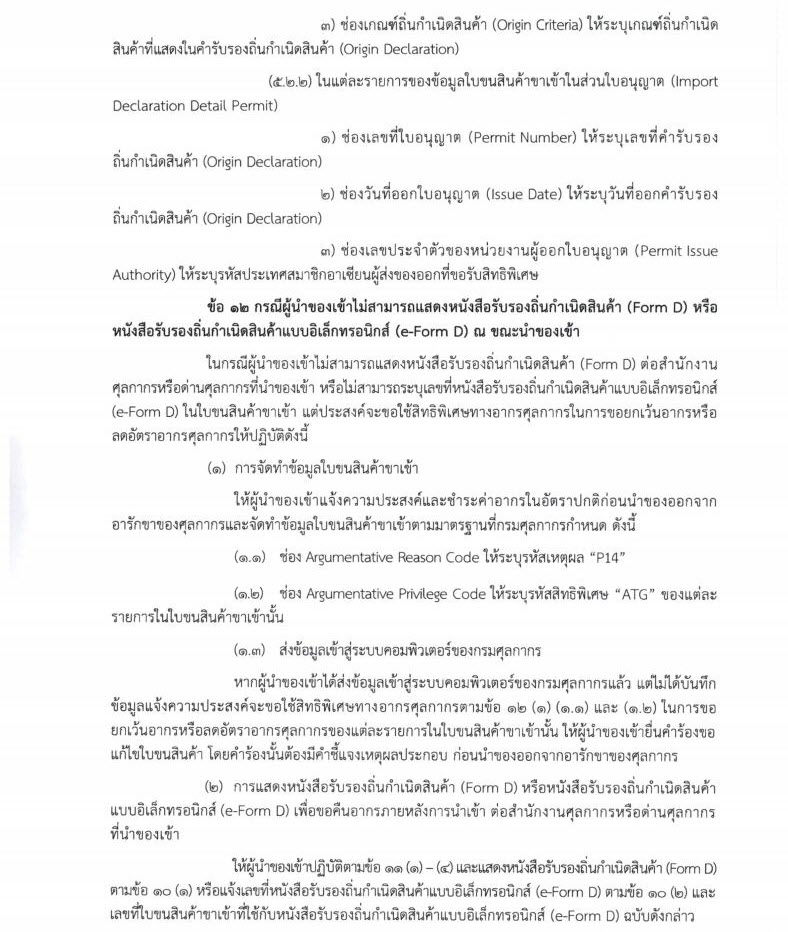 ๓) ช่องเกณฑ์ถิ่นกำเนิดสินค้า (Origin Criteria) ให้ระบุเกณฑ์ถิ่นกำเนิด
สินค้าที่แสดงในคำรับรองถิ่นกำเนิดสินค้า (Origin Declaration)
(๕.๒.๒) ในแต่ละรายการของข้อมูลใบขนสินค้าขาเข้าในส่วนใบอนุญาต (Import
Declaration Detail Permit)
๑) ช่องเลขที่ใบอนุญาต (Permit Number) ให้ระบุเลขที่คำรับรอง
ถิ่นกำเนิดสินค้า (Origin Declaration)
๒) ช่องวันที่ออกใบอนุญาต (Issue Date) ให้ระบุวันที่ออกคำรับรอง
ถิ่นกำเนิดสินค้า (Origin Declaration)
๓) ช่องเลขประจำตัวของหน่วยงานผู้ออกใบอนุญาต (Permit Issue
Authority) ให้ระบุรหัสประเทศสมาชิกอาเซียนผู้ส่งของออกที่ขอรับสิทธิพิเศษ
ข้อ ๑๒ กรณีผู้นำของเข้าไม่สามารถแสดงหนังสือรับรองถิ่นกำเนิดสินค้า (Form D) หรือ
หนังสือรับรองถิ่นกำเนิดสินค้าแบบอิเล็กทรอนิกส์ (e-Form D) ณ ขณะนำของเข้า
ในกรณีผู้นำของเข้าไม่สามารถแสดงหนังสือรับรองถิ่นกำเนิดสินค้า (Form D) ต่อสำนักงาน
ศุลกากรหรือด่านศุลกากรที่นำของเข้า หรือไม่สามารถระบุเลขที่หนังสือรับรองถิ่นกำเนิดสินค้าแบบอิเล็กทรอนิกส์
(e-Form D) ในใบขนสินค้าขาเข้า แต่ประสงค์จะขอใช้สิทธิพิเศษทางอากรศุลกากรในการขอยกเว้นอากรหรือ
ลดอัตราอากรศุลกากรให้ปฏิบัติดังนี้
(๑) การจัดทำข้อมูลใบขนสินค้าขาเข้า
ให้ผู้นำของเข้าแจ้งความประสงค์และชำระค่าอากรในอัตราปกติก่อนนำของออกจาก
อารักขาของศุลกากรและจัดทำข้อมูลใบขนสินค้าขาเข้าตามมาตรฐานที่กรมศุลกากรกำหนด ดังนี้
(๑.๑) ช่อง Argumentative Reason Code ให้ระบุรหัสเหตุผล "P14"
(๑.๒) ช่อง Argumentative Privilege Code ให้ระบุรหัสสิทธิพิเศษ "ATG" ของแต่ละ
รายการในใบขนสินค้าขาเข้านั้น
(๑.๓) ส่งข้อมูลเข้าสู่ระบบคอมพิวเตอร์ของกรมศุลกากร
หากผู้นำของเข้าได้ส่งข้อมูลเข้าสู่ระบบคอมพิวเตอร์ของกรมศุลกากรแล้ว แต่ไม่ได้บันทึก
ข้อมูลแจ้งความประสงค์จะขอใช้สิทธิพิเศษทางอากรศุลกากรตามข้อ ๑๒ (๑) (๑.๑) และ (๑.๒) ในการขอ
ยกเว้นอากรหรือลดอัตราอากรศุลกากรของแต่ละรายการในใบขนสินค้าขาเข้านั้น ให้ผู้นำของเข้ายื่นคำร้องขอ
แก้ไขใบขนสินค้า โดยคำร้องนั้นต้องมีคำชี้แจงเหตุผลประกอบ ก่อนนำของออกจากอารักขาของศุลกากร
(๒) การแสดงหนังสือรับรองถิ่นกำเนิดสินค้า (Form D) หรือหนังสือรับรองถิ่นกำเนิดสินค้า
แบบอิเล็กทรอนิกส์ (e-Form D) เพื่อขอคืนอากรภายหลังการนำเข้า ต่อสำนักงานศุลกากรหรือด่านศุลกากร
ที่นำของเข้า
ให้ผู้นำของเข้าปฏิบัติตามข้อ ๑๑ (๑) – (๔) และแสดงหนังสือรับรองถิ่นกำเนิดสินค้า (Form D)
ตามข้อ ๑๐ (๑) หรือแจ้งเลขที่หนังสือรับรองถิ่นกำเนิดสินค้าแบบอิเล็กทรอนิกส์ (e-Form D) ตามข้อ ๑๐ (๒) และ
เลขที่ใบขนสินค้าขาเข้าที่ใช้กับหนังสือรับรองถิ่นกำเนิดสินค้าแบบอิเล็กทรอนิกส์ (e-Form D) ฉบับดังกล่าว